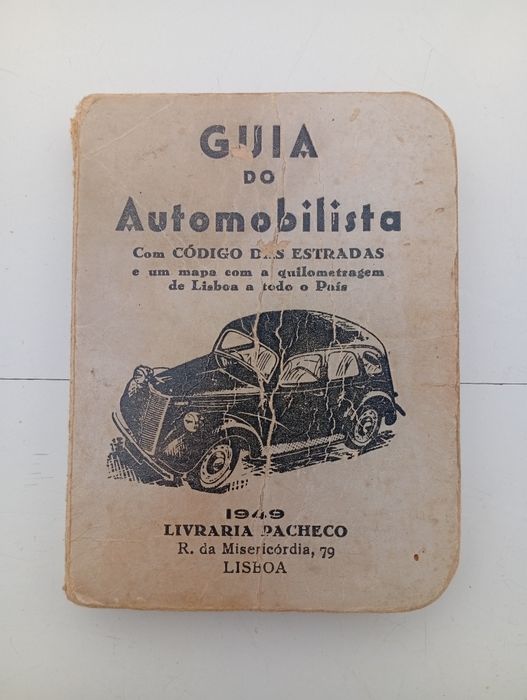 GUIA
DO
Automobilista
Com CÓDIGO DAS ESTRADAS
e um mapa com a quilometragem
de Lisboa a todo o País
1949
LIVRARIA PACHECO
R. da Misericórdia, 79
LISBOA